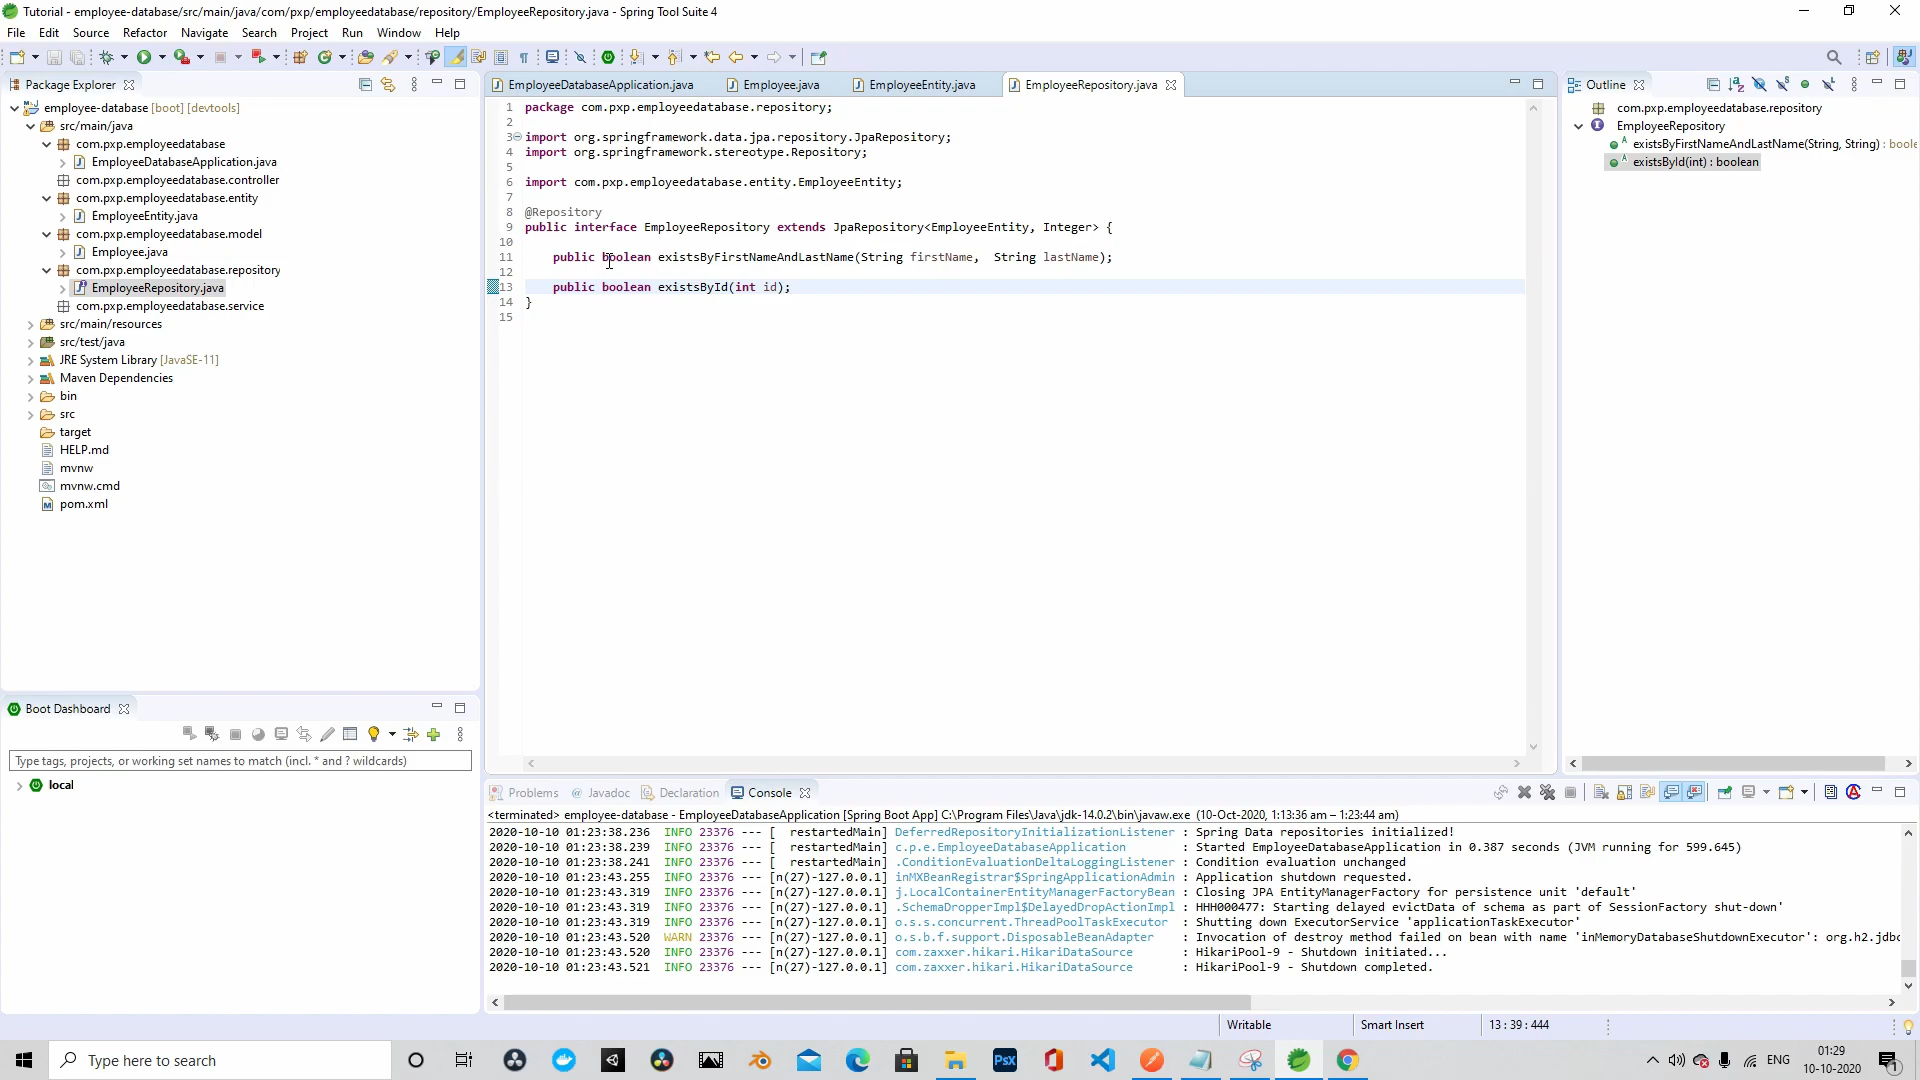 Tutorial - employee-database/src/main/java/com/pxp/employeedatabase/repository/EmployeeRepository.java - Spring Tool Suite 4
File Edit Source Refactor Navigate Search Project Run Window Help
Package Explorer
employee-database [boot] [devtools]
src/main/java
com.pxp.employeedatabase
EmployeeDatabaseApplication.java
com.pxp.employeedatabase.controller
com.pxp.employeedatabase.entity
EmployeeEntity.java
com.pxp.employeedatabase.model
Employee.java
com.pxp.employeedatabase.repository
EmployeeRepository.java
com.pxp.employeedatabase.service
src/main/resources
src/test/java
JRE System Library [JavaSE-11]
Maven Dependencies
bin
src
target
HELP.md
mvnw
mvnw.cmd
pom.xml
Boot Dashboard
Type tags, projects, or working set names to match (incl. * and ? wildcards)
local
EmployeeDatabaseApplication.java Employee.java EmployeeEntity.java EmployeeRepository.java
1 package com.pxp.employeedatabase.repository;
2
3 import org.springframework.data.jpa.repository.JpaRepository;
4 import org.springframework.stereotype.Repository;
5
6 import com.pxp.employeedatabase.entity.EmployeeEntity;
7
8 @Repository
9 public interface EmployeeRepository extends JpaRepository<EmployeeEntity, Integer> {
10
11 public boolean existsByFirstNameAndLastName(String firstName,  String lastName);
12
13 public boolean existsById(int id);
14 }
15
Outline
com.pxp.employeedatabase.repository
EmployeeRepository
existsByFirstNameAndLastName(String, String) : boole
existsById(int) : boolean
Problems Javadoc Declaration Console
<terminated> employee-database - EmployeeDatabaseApplication [Spring Boot App] C:\Program Files\Java\jdk-14.0.2\bin\javaw.exe (10-Oct-2020, 1:13:36 am – 1:23:44 am)
2020-10-10 01:23:38.236 INFO 23376 --- [ restartedMain] DeferredRepositoryInitializationListener : Spring Data repositories initialized!
2020-10-10 01:23:38.239 INFO 23376 --- [ restartedMain] c.p.e.EmployeeDatabaseApplication : Started EmployeeDatabaseApplication in 0.387 seconds (JVM running for 599.645)
2020-10-10 01:23:38.241 INFO 23376 --- [ restartedMain] .ConditionEvaluationDeltaLoggingListener : Condition evaluation unchanged
2020-10-10 01:23:43.255 INFO 23376 --- [n(27)-127.0.0.1] inMXBeanRegistrar$SpringApplicationAdmin : Application shutdown requested.
2020-10-10 01:23:43.319 INFO 23376 --- [n(27)-127.0.0.1] j.LocalContainerEntityManagerFactoryBean : Closing JPA EntityManagerFactory for persistence unit 'default'
2020-10-10 01:23:43.319 INFO 23376 --- [n(27)-127.0.0.1] .SchemaDropperImpl$DelayedDropActionImpl : HHH000477: Starting delayed evictData of schema as part of SessionFactory shut-down'
2020-10-10 01:23:43.319 INFO 23376 --- [n(27)-127.0.0.1] o.s.s.concurrent.ThreadPoolTaskExecutor : Shutting down ExecutorService 'applicationTaskExecutor'
2020-10-10 01:23:43.520 WARN 23376 --- [n(27)-127.0.0.1] o.s.b.f.support.DisposableBeanAdapter : Invocation of destroy method failed on bean with name 'inMemoryDatabaseShutdownExecutor': org.h2.jdbc
2020-10-10 01:23:43.520 INFO 23376 --- [n(27)-127.0.0.1] com.zaxxer.hikari.HikariDataSource : HikariPool-9 - Shutdown initiated...
2020-10-10 01:23:43.521 INFO 23376 --- [n(27)-127.0.0.1] com.zaxxer.hikari.HikariDataSource : HikariPool-9 - Shutdown completed.
Writable Smart Insert 13 : 39 : 444
Type here to search
Psx
ENG
01:29
10-10-2020
1